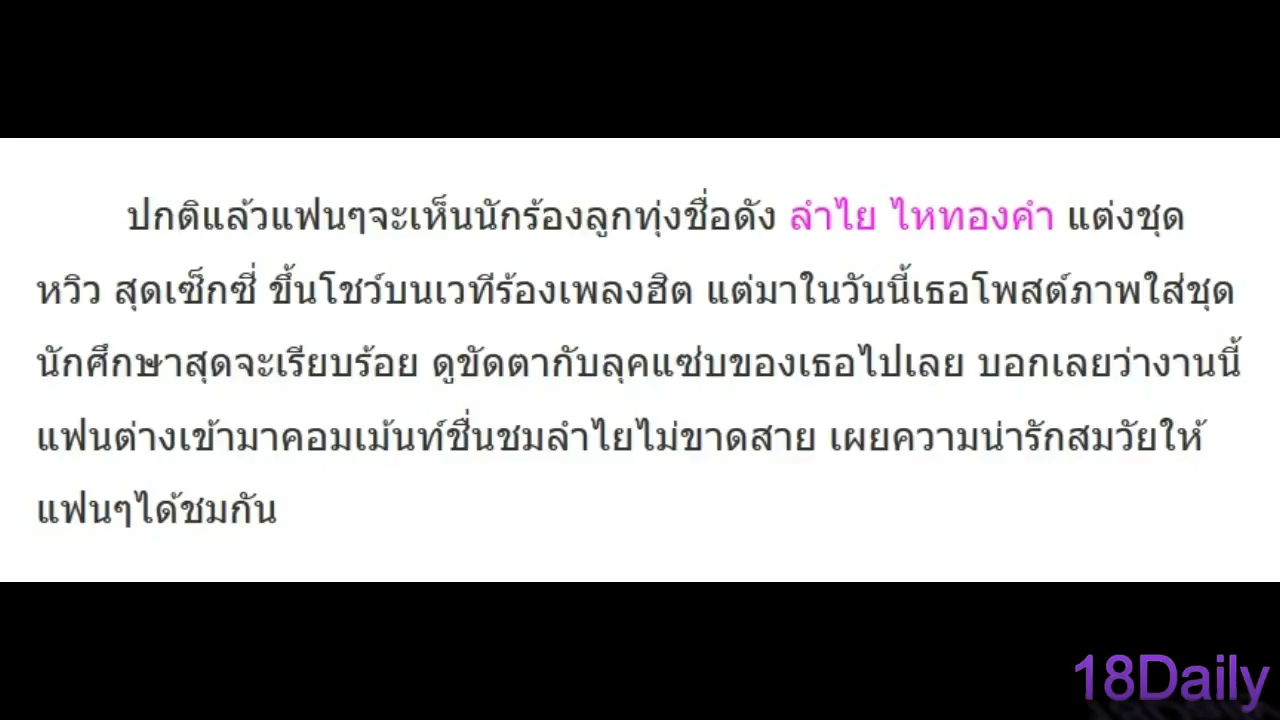 ปกติแล้วแฟนๆจะเห็นนักร้องลูกทุ่งชื่อดัง ลำไย ไหทองคำ แต่งชุด
หวิว สุดเซ็กซี่ ขึ้นโชว์บนเวทีร้องเพลงฮิต แต่มาในวันนี้เธอโพสต์ภาพใส่ชุด
นักศึกษาสุดจะเรียบร้อย ดูขัดตากับลุคแซ่บของเธอไปเลย บอกเลยว่างานนี้
แฟนต่างเข้ามาคอมเม้นท์ชื่นชมลำไยไม่ขาดสาย เผยความน่ารักสมวัยให้
แฟนๆได้ชมกัน
18Daily